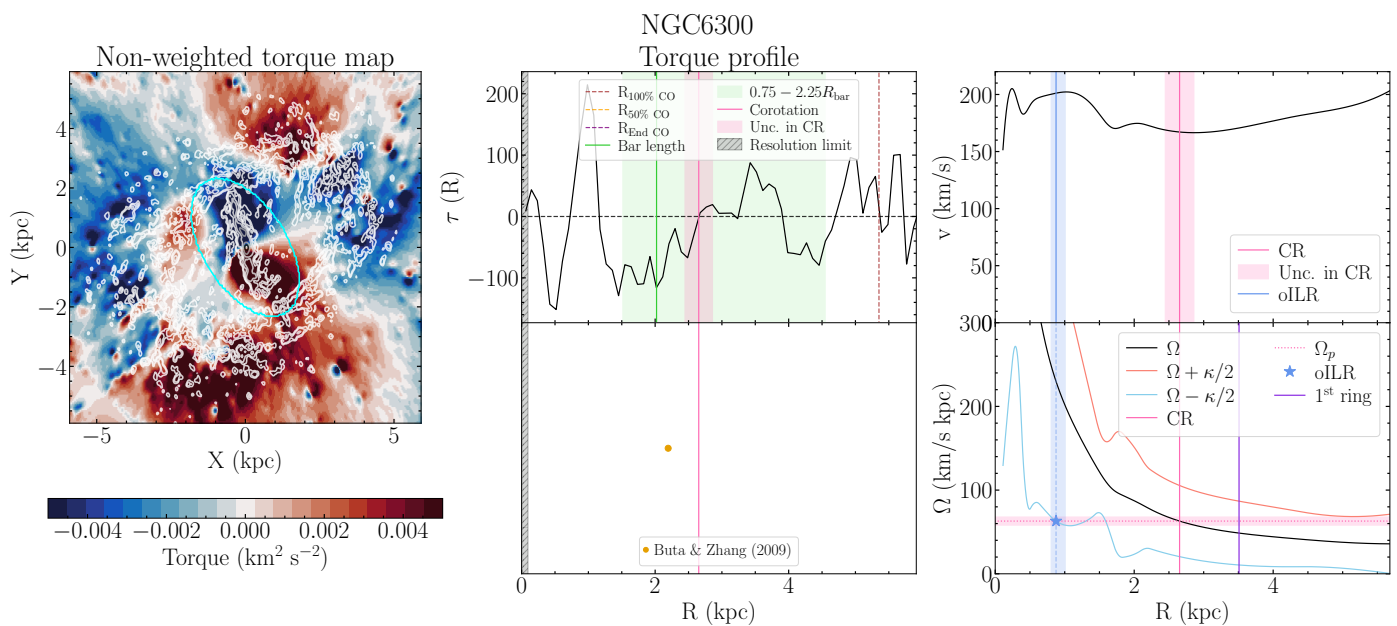 NGC6300
Non-weighted torque map
Torque profile
4
2
0
−2
−4
Y (kpc)
−5
0
5
X (kpc)
−0.004
−0.002
0.000
0.002
0.004
Torque (km² s⁻²)
200
100
0
−100
τ (R)
R100% CO
R50% CO
REnd CO
Bar length
0.75 − 2.25Rbar
Corotation
Unc. in CR
Resolution limit
Buta & Zhang (2009)
0
2
4
R (kpc)
200
150
100
50
0
v (km/s)
CR
Unc. in CR
oILR
300
200
100
0
Ω (km/s kpc)
Ω
Ω + κ/2
Ω − κ/2
CR
Ωp
oILR
1st ring
0
2
4
R (kpc)